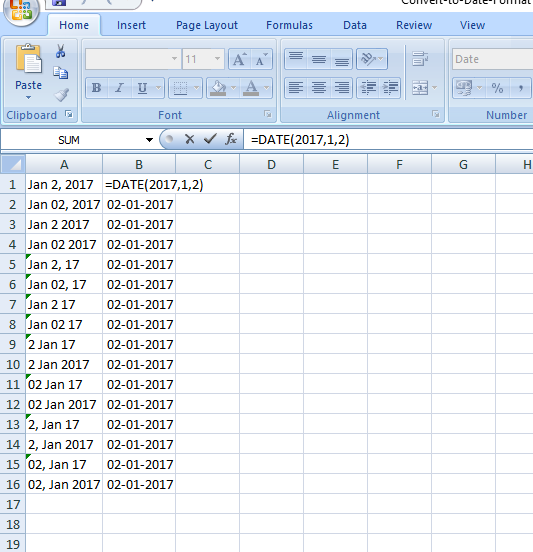 Convert-to-Date-Format
Home Insert Page Layout Formulas Data Review View
11 A A Date
Paste B I U A % ,
Clipboard Font Alignment Number
SUM fx =DATE(2017,1,2)
A B C D E F G H
1 Jan 2, 2017 =DATE(2017,1,2)
2 Jan 02, 2017 02-01-2017
3 Jan 2 2017 02-01-2017
4 Jan 02 2017 02-01-2017
5 Jan 2, 17 02-01-2017
6 Jan 02, 17 02-01-2017
7 Jan 2 17 02-01-2017
8 Jan 02 17 02-01-2017
9 2 Jan 17 02-01-2017
10 2 Jan 2017 02-01-2017
11 02 Jan 17 02-01-2017
12 02 Jan 2017 02-01-2017
13 2, Jan 17 02-01-2017
14 2, Jan 2017 02-01-2017
15 02, Jan 17 02-01-2017
16 02, Jan 2017 02-01-2017
17
18
19